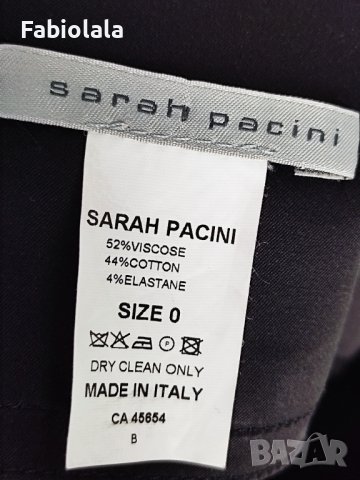 Fabiolala
sarah pacini
SARAH PACINI
52%VISCOSE
44%COTTON
4%ELASTANE
SIZE 0
DRY CLEAN ONLY
MADE IN ITALY
CA 45654
B
BAZAR